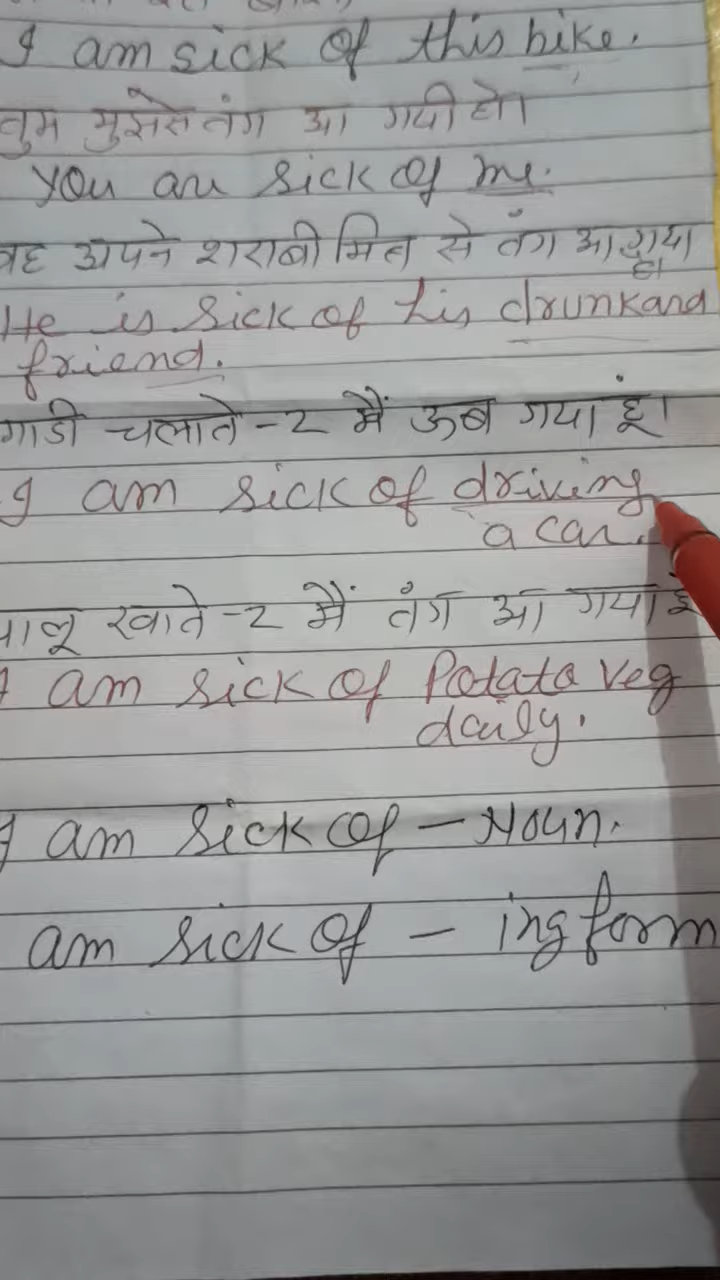 I am sick of this bike.
तुम मुझसे तंग आ गयी हो।
You are sick of me.
वह अपने शराबी मित्र से तंग आ गया
है।
He is sick of his drunkard
friend.
गाडी चलाते-2 मैं ऊब गया हूं।
I am sick of driving
a car.
आलू खाते-2 मैं तंग आ गया हूं
I am sick of Potato veg
daily.
I am sick of - Noun.
am sick of - ing form